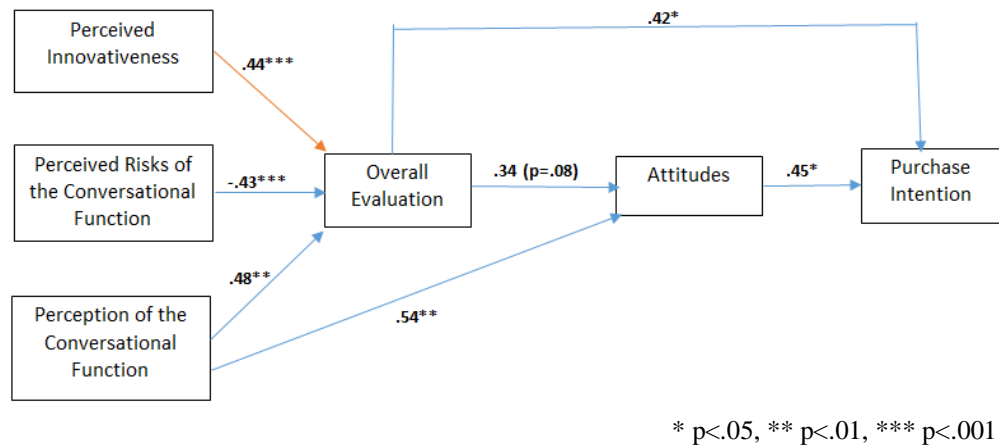 .42*
Perceived
Innovativeness
.44***
Perceived Risks of
the Conversational
Function
-.43***
Overall
Evaluation
.34 (p=.08)
Attitudes
.45*
Purchase
Intention
.48**
.54**
Perception of the
Conversational
Function
* p<.05, ** p<.01, *** p<.001